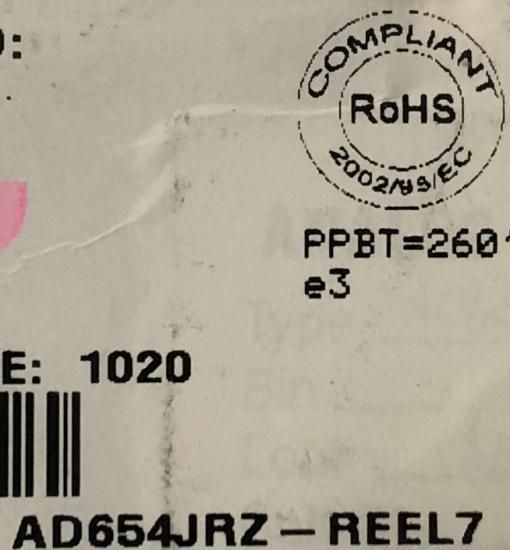 :
COMPLIANT
RoHS
2002/95/EC
PPBT=260
e3
E: 1020
AD654JRZ – REEL7